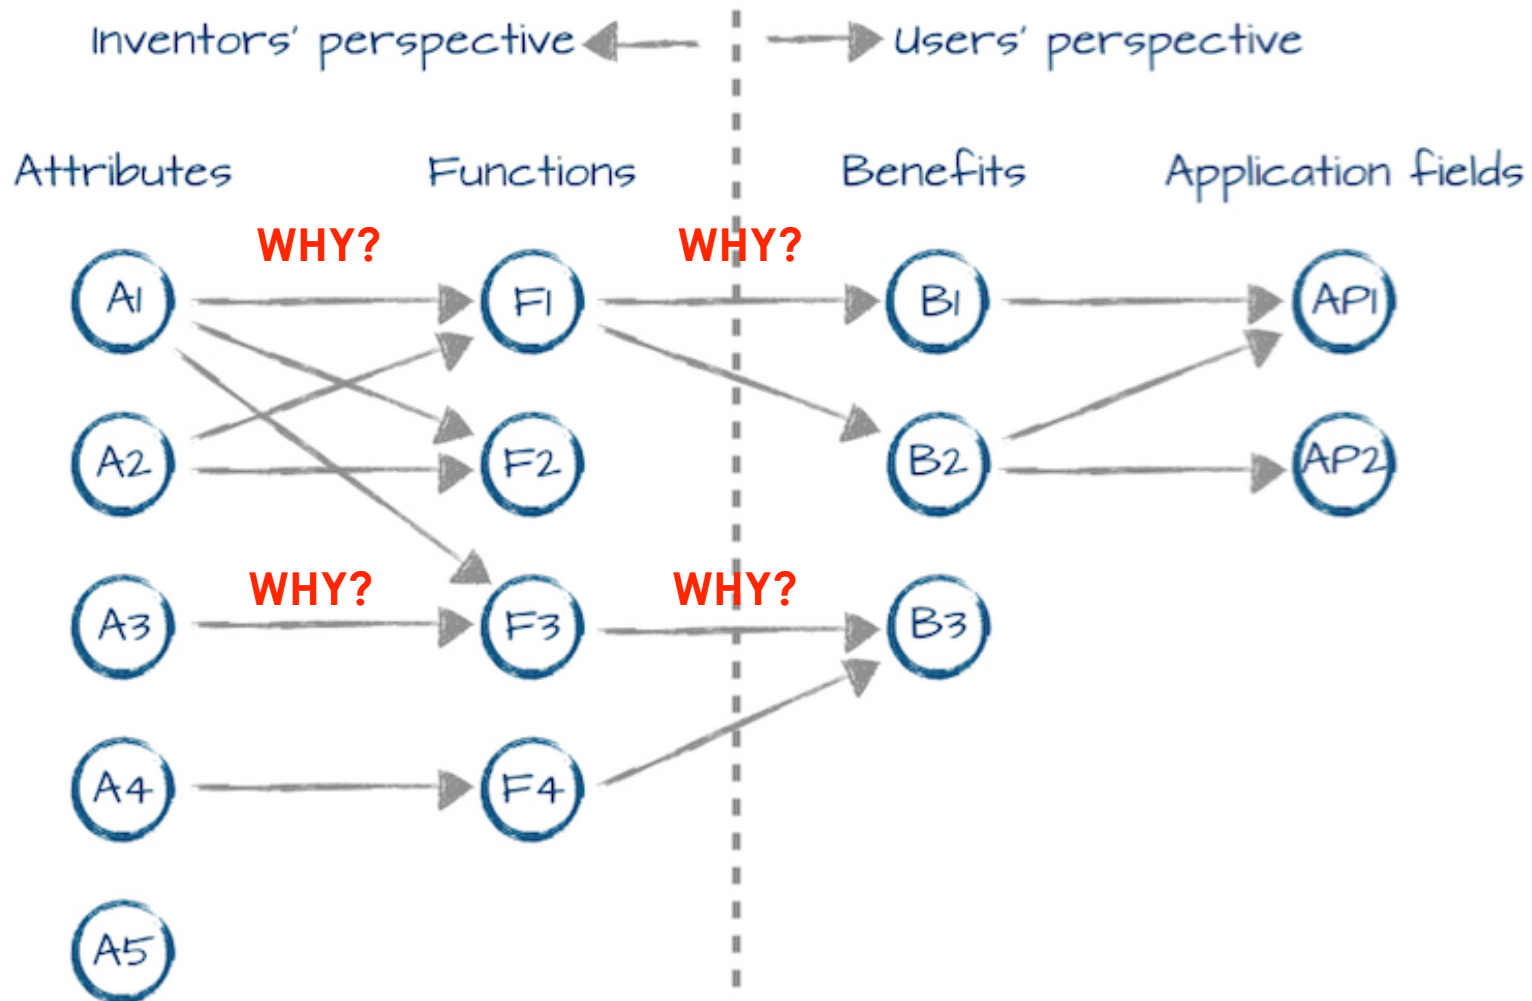 Inventors' perspective
Users' perspective
Attributes
Functions
Benefits
Application fields
WHY?
WHY?
A1
F1
B1
AP1
A2
F2
B2
AP2
WHY?
WHY?
A3
F3
B3
A4
F4
A5